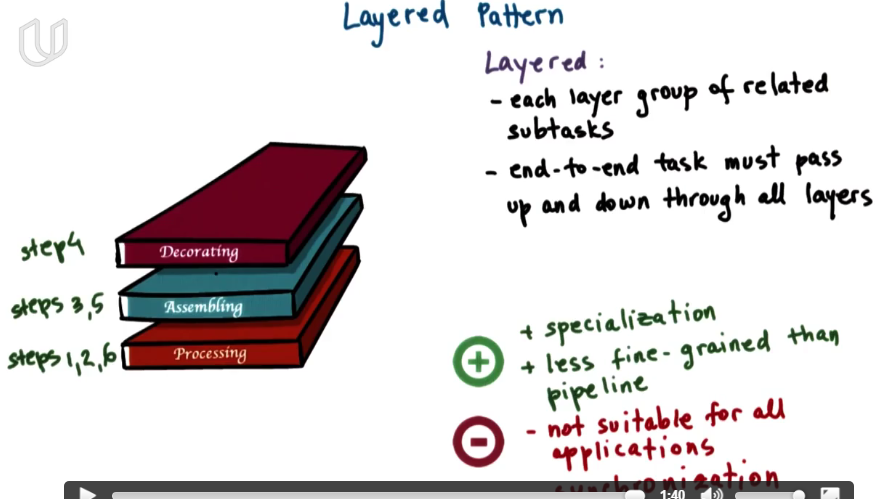 Layered Pattern
Layered:
- each layer group of related
subtasks
- end-to-end task must pass
up and down through all layers
step4
Decorating
steps 3,5
Assembling
steps 1,2,6
Processing
+ specialization
+ less fine-grained than
pipeline
- not suitable for all
applications
synchronization
1:40